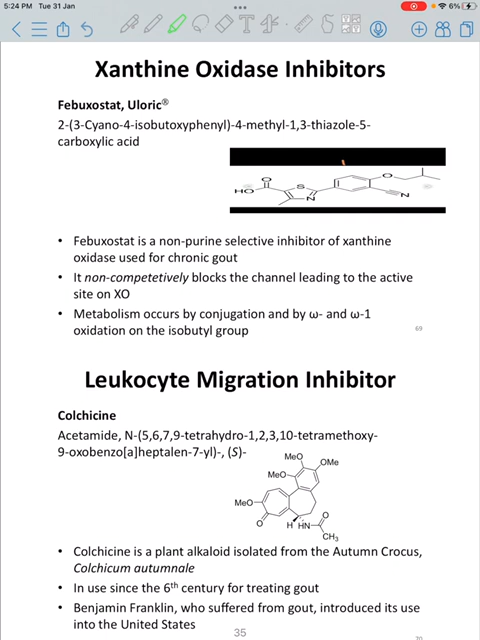 5:24 PM Tue 31 Jan
6%
Xanthine Oxidase Inhibitors
Febuxostat, Uloric®
2-(3-Cyano-4-isobutoxyphenyl)-4-methyl-1,3-thiazole-5-
carboxylic acid
HO
O
S
N
O
N
• Febuxostat is a non-purine selective inhibitor of xanthine
oxidase used for chronic gout
• It non-competetively blocks the channel leading to the active
site on XO
• Metabolism occurs by conjugation and by ω- and ω-1
oxidation on the isobutyl group
69
Leukocyte Migration Inhibitor
Colchicine
Acetamide, N-(5,6,7,9-tetrahydro-1,2,3,10-tetramethoxy-
9-oxobenzo[a]heptalen-7-yl)-, (S)-
MeO
OMe
MeO
MeO
O
H HN
O
CH3
• Colchicine is a plant alkaloid isolated from the Autumn Crocus,
Colchicum autumnale
• In use since the 6th century for treating gout
• Benjamin Franklin, who suffered from gout, introduced its use
into the United States
35
70